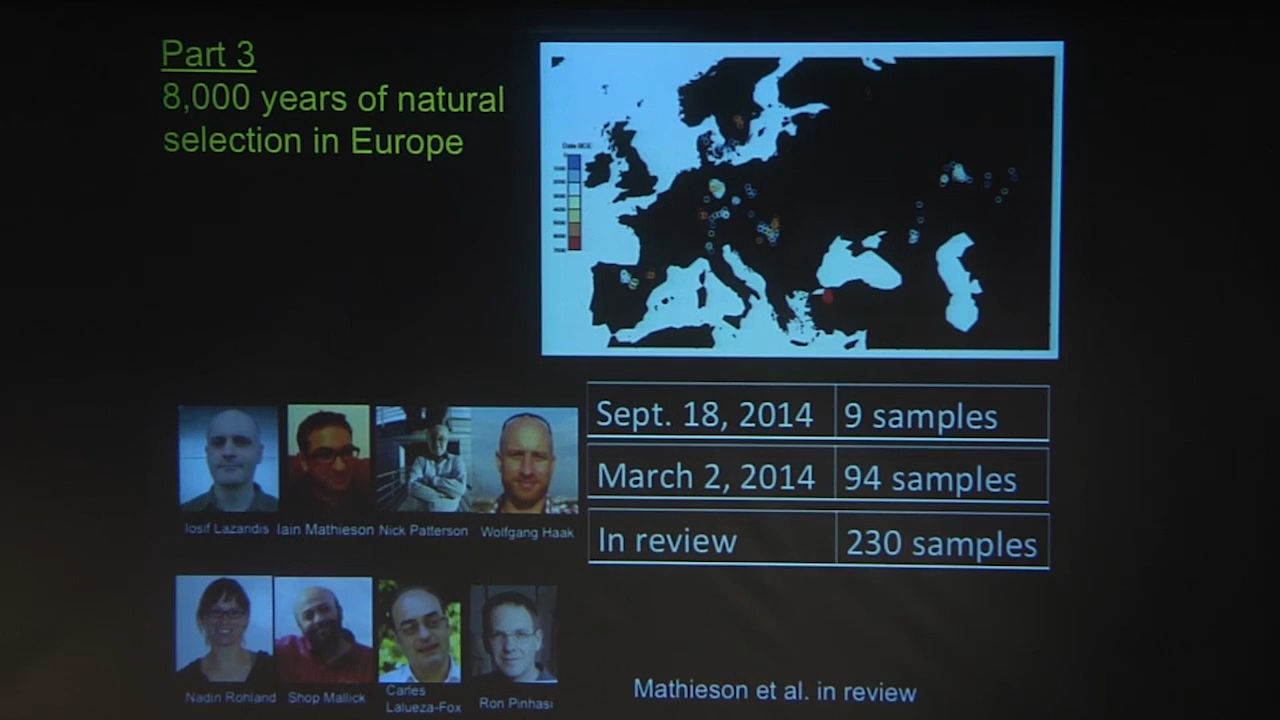 Part 3
8,000 years of natural
selection in Europe
Sept. 18, 2014 9 samples
March 2, 2014 94 samples
In review 230 samples
Iosif Lazaridis Iain Mathieson Nick Patterson Wolfgang Haak
Nadin Rohland Shop Mallick Carles Lalueza-Fox Ron Pinhasi
Mathieson et al. in review